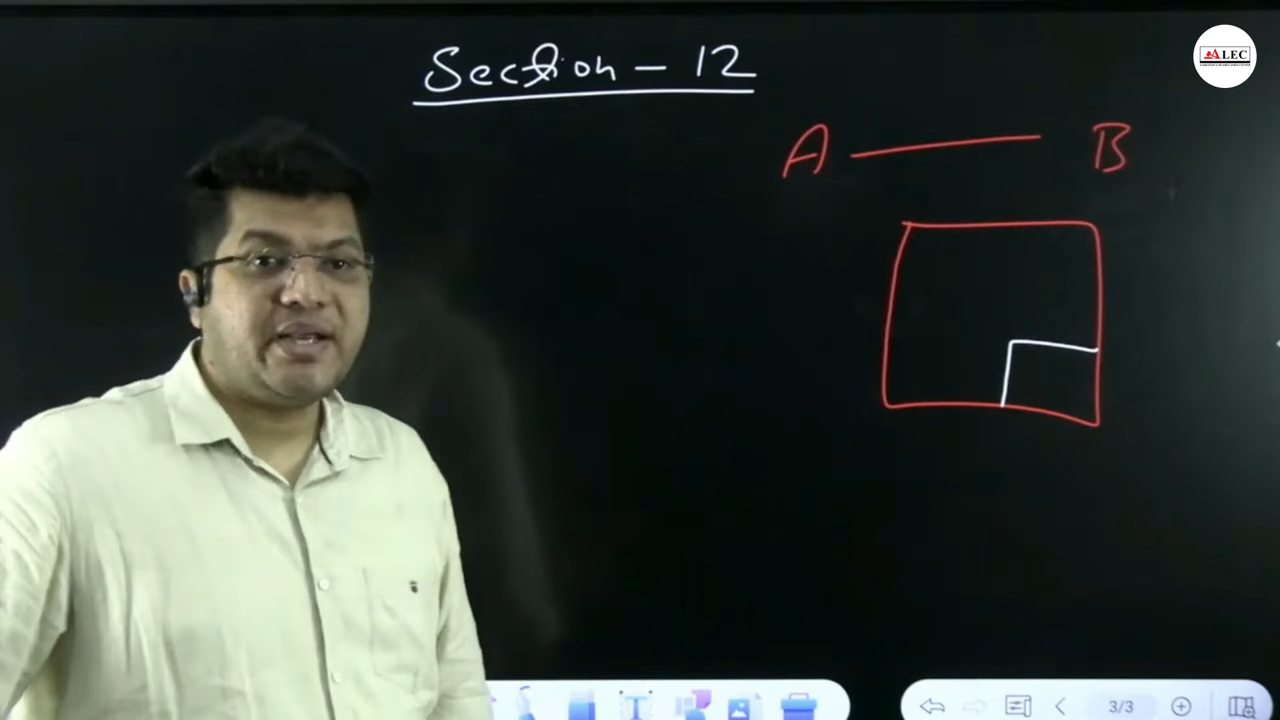 Section - 12
ALEC
A — B
3/3